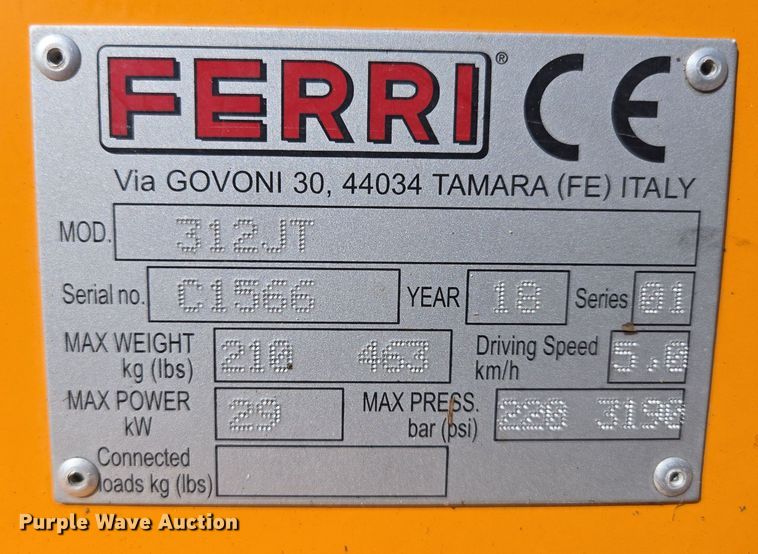 FERRI® CE
Via GOVONI 30, 44034 TAMARA (FE) ITALY
MOD. 312JT
Serial no. C1566 YEAR 18 Series 01
MAX WEIGHT kg (lbs) 210 463 Driving Speed km/h 5.0
MAX POWER kW 29 MAX PRESS. bar (psi) 220 3190
Connected loads kg (lbs)
Purple Wave Auction